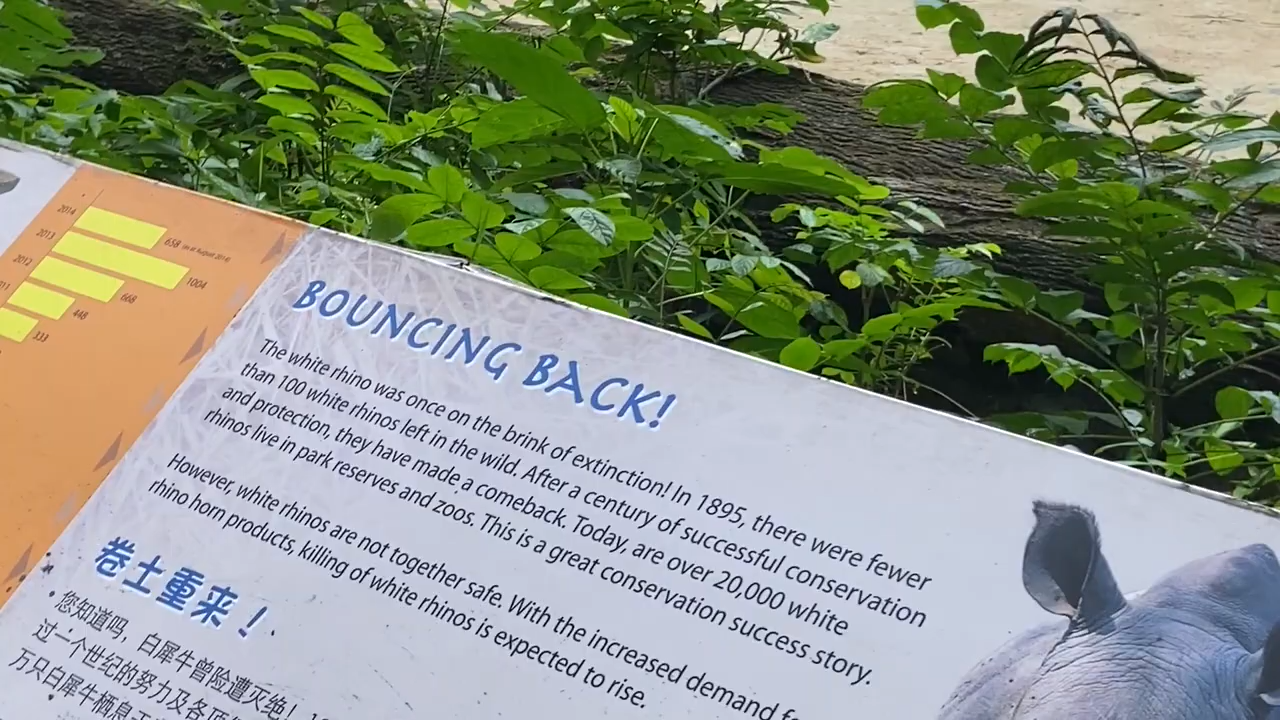 2014
658 (as at August 2014)
2013
1004
2012
668
448
333
BOUNCING BACK!
The white rhino was once on the brink of extinction! In 1895, there were fewer
than 100 white rhinos left in the wild. After a century of successful conservation
and protection, they have made a comeback. Today, are over 20,000 white
rhinos live in park reserves and zoos. This is a great conservation success story.
However, white rhinos are not together safe. With the increased demand
rhino horn products, killing of white rhinos is expected to rise.
卷土重来！
• 您知道吗，白犀牛曾险遭灭绝！
过一个世纪的努力及各项
万只白犀牛栖息